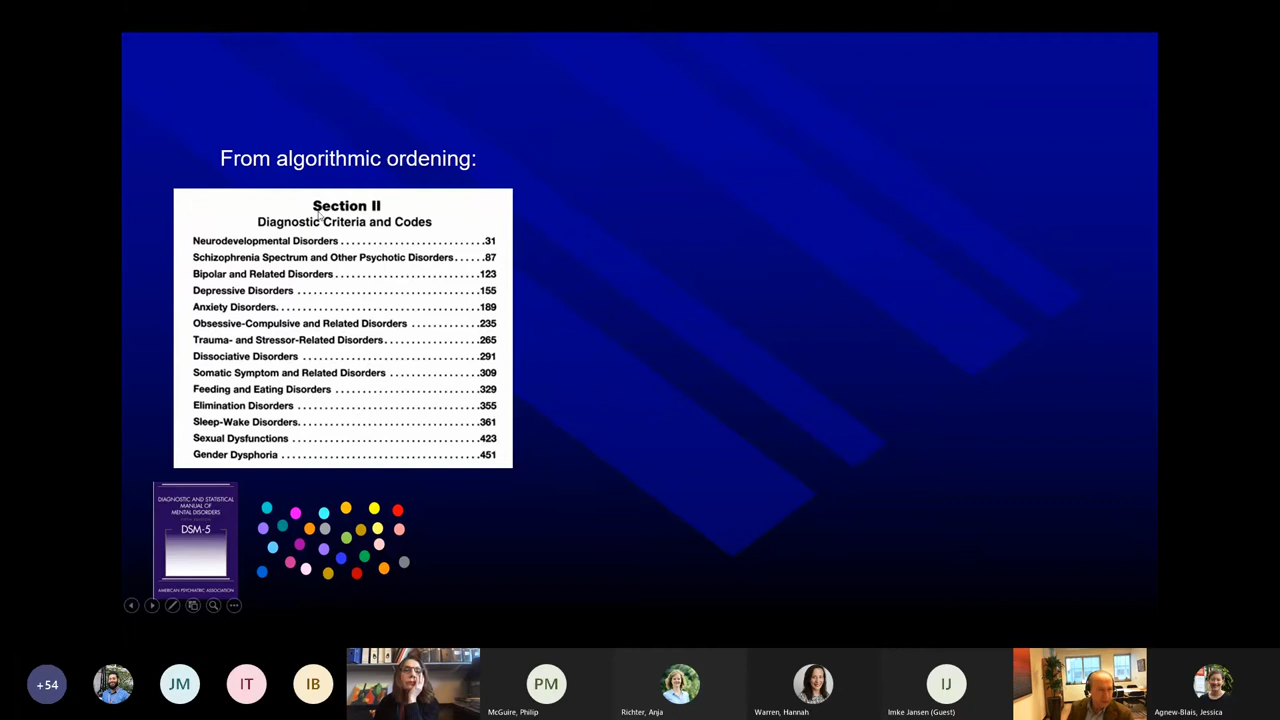 From algorithmic ordening:
Section II
Diagnostic Criteria and Codes
Neurodevelopmental Disorders . . . . . . . . . . . . . . . . . . . . . . . . .31
Schizophrenia Spectrum and Other Psychotic Disorders. . . . . .87
Bipolar and Related Disorders . . . . . . . . . . . . . . . . . . . . . . . . . .123
Depressive Disorders . . . . . . . . . . . . . . . . . . . . . . . . . . . . . . . . .155
Anxiety Disorders. . . . . . . . . . . . . . . . . . . . . . . . . . . . . . . . . . . .189
Obsessive-Compulsive and Related Disorders . . . . . . . . . . . . .235
Trauma- and Stressor-Related Disorders. . . . . . . . . . . . . . . . . .265
Dissociative Disorders . . . . . . . . . . . . . . . . . . . . . . . . . . . . . . . .291
Somatic Symptom and Related Disorders . . . . . . . . . . . . . . . . .309
Feeding and Eating Disorders . . . . . . . . . . . . . . . . . . . . . . . . . .329
Elimination Disorders . . . . . . . . . . . . . . . . . . . . . . . . . . . . . . . . .355
Sleep-Wake Disorders. . . . . . . . . . . . . . . . . . . . . . . . . . . . . . . . .361
Sexual Dysfunctions . . . . . . . . . . . . . . . . . . . . . . . . . . . . . . . . . .423
Gender Dysphoria . . . . . . . . . . . . . . . . . . . . . . . . . . . . . . . . . . . .451
DIAGNOSTIC AND STATISTICAL
MANUAL OF
MENTAL DISORDERS
FIFTH EDITION
DSM-5
AMERICAN PSYCHIATRIC ASSOCIATION
+54
JM
IT
IB
PM
IJ
McGuire, Philip
Richter, Anja
Warren, Hannah
Imke Jansen (Guest)
Agnew-Blais, Jessica